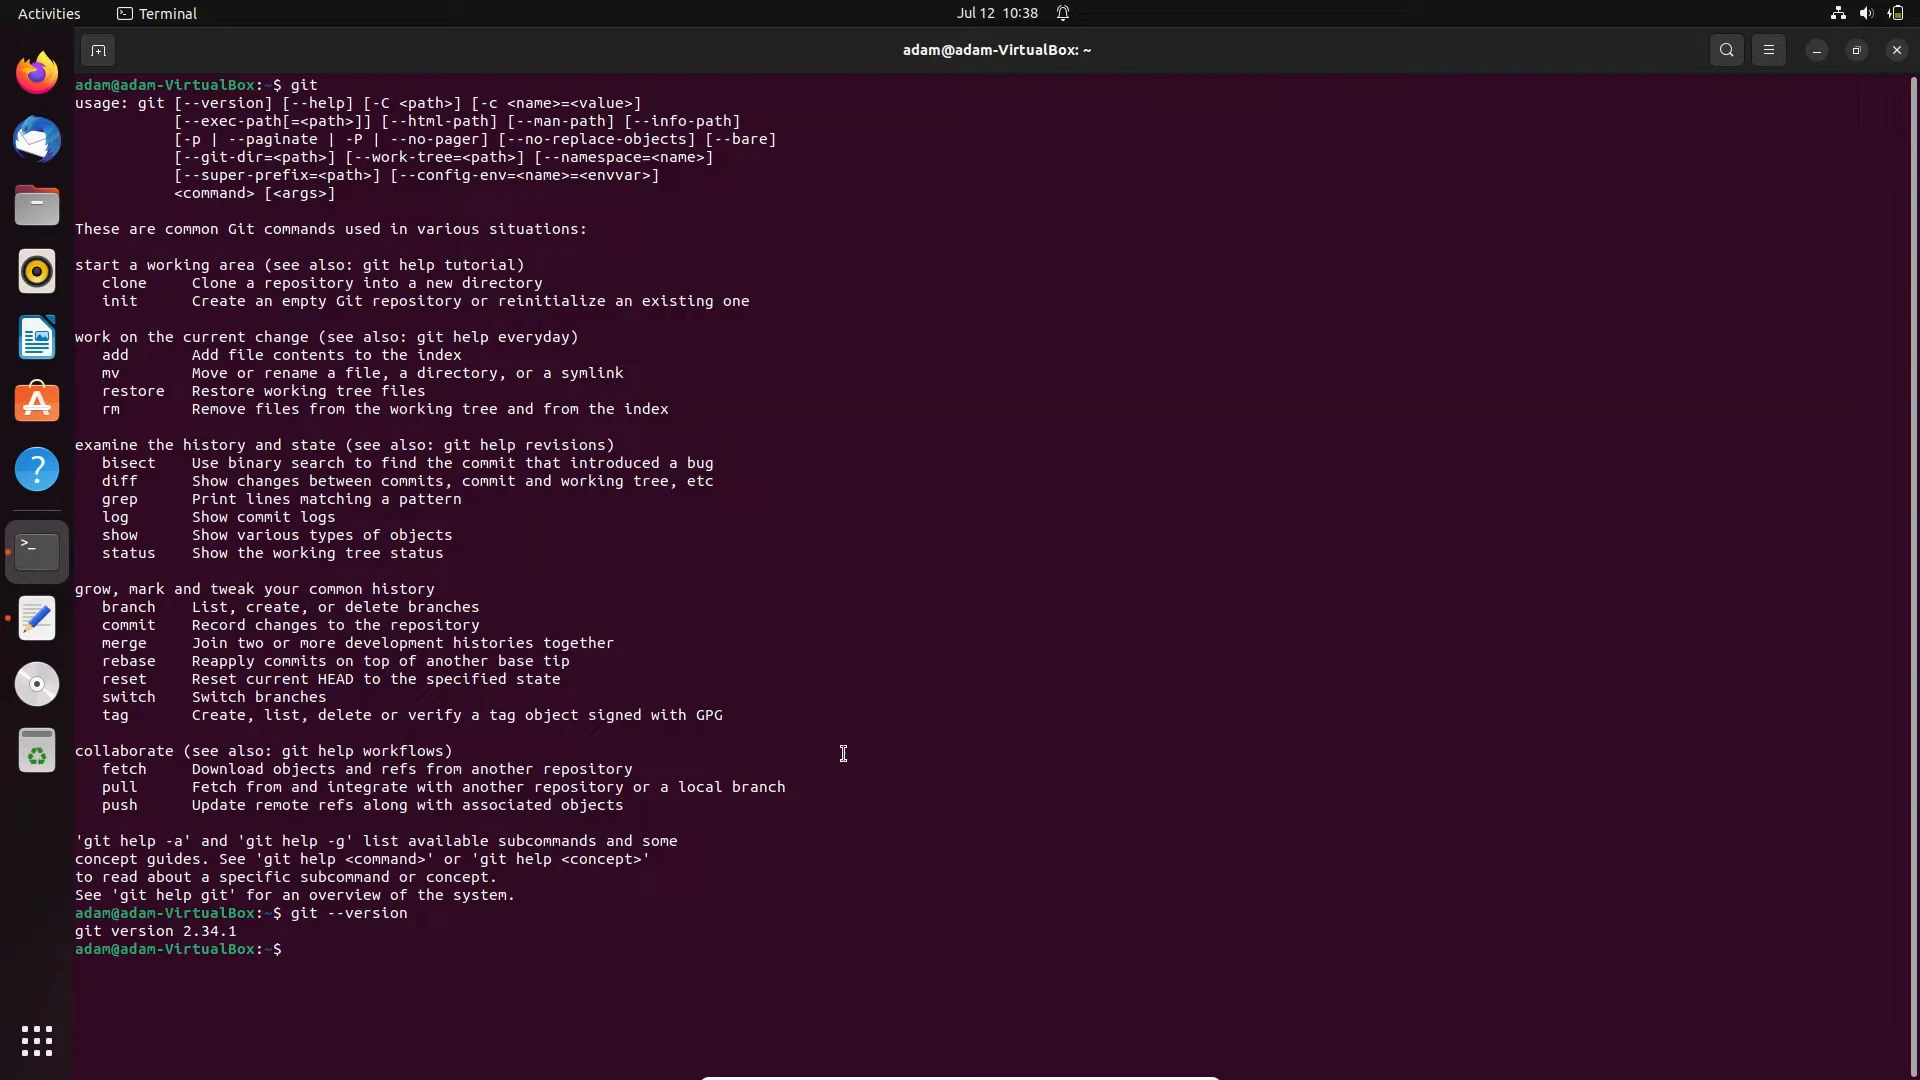 Activities
Terminal
Jul 12 10:38
adam@adam-VirtualBox: ~
adam@adam-VirtualBox:~$ git
usage: git [--version] [--help] [-C <path>] [-c <name>=<value>]
           [--exec-path[=<path>]] [--html-path] [--man-path] [--info-path]
           [-p | --paginate | -P | --no-pager] [--no-replace-objects] [--bare]
           [--git-dir=<path>] [--work-tree=<path>] [--namespace=<name>]
           [--super-prefix=<path>] [--config-env=<name>=<envvar>]
           <command> [<args>]
These are common Git commands used in various situations:
start a working area (see also: git help tutorial)
   clone     Clone a repository into a new directory
   init      Create an empty Git repository or reinitialize an existing one
work on the current change (see also: git help everyday)
   add       Add file contents to the index
   mv        Move or rename a file, a directory, or a symlink
   restore   Restore working tree files
   rm        Remove files from the working tree and from the index
examine the history and state (see also: git help revisions)
   bisect    Use binary search to find the commit that introduced a bug
   diff      Show changes between commits, commit and working tree, etc
   grep      Print lines matching a pattern
   log       Show commit logs
   show      Show various types of objects
   status    Show the working tree status
grow, mark and tweak your common history
   branch    List, create, or delete branches
   commit    Record changes to the repository
   merge     Join two or more development histories together
   rebase    Reapply commits on top of another base tip
   reset     Reset current HEAD to the specified state
   switch    Switch branches
   tag       Create, list, delete or verify a tag object signed with GPG
collaborate (see also: git help workflows)
   fetch     Download objects and refs from another repository
   pull      Fetch from and integrate with another repository or a local branch
   push      Update remote refs along with associated objects
'git help -a' and 'git help -g' list available subcommands and some
concept guides. See 'git help <command>' or 'git help <concept>'
to read about a specific subcommand or concept.
See 'git help git' for an overview of the system.
adam@adam-VirtualBox:~$ git --version
git version 2.34.1
adam@adam-VirtualBox:~$